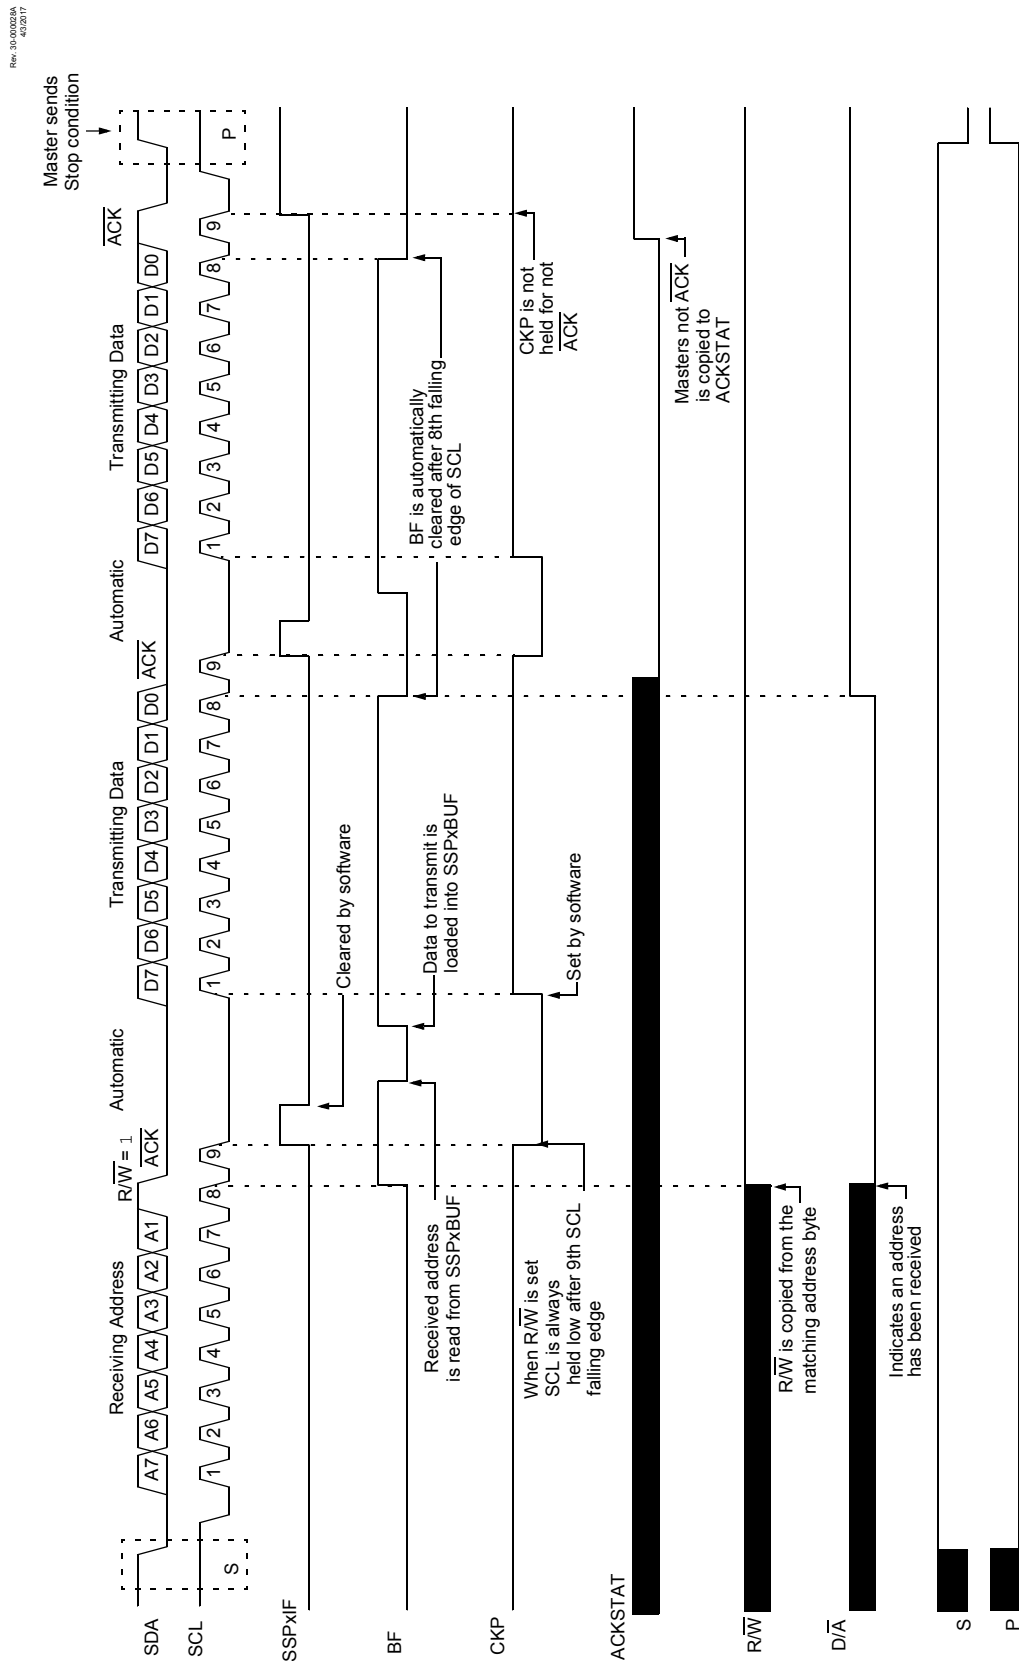 Rev. 30-000028A
4/3/2017
Master sends
Stop condition
Receiving Address
R/W = 1
ACK
Automatic
Transmitting Data
ACK
Automatic
Transmitting Data
ACK
SDA
A7 A6 A5 A4 A3 A2 A1
D7 D6 D5 D4 D3 D2 D1 D0
D7 D6 D5 D4 D3 D2 D1 D0
SCL
S
1 2 3 4 5 6 7 8 9
1 2 3 4 5 6 7 8 9
1 2 3 4 5 6 7 8 9
P
SSPxIF
Cleared by software
BF
Received address
is read from SSPxBUF
Data to transmit is
loaded into SSPxBUF
BF is automatically
cleared after 8th falling
edge of SCL
CKP
When R/W is set
SCL is always
held low after 9th SCL
falling edge
Set by software
CKP is not
held for not
ACK
ACKSTAT
Masters not ACK
is copied to
ACKSTAT
R/W
R/W is copied from the
matching address byte
D/A
Indicates an address
has been received
S
P